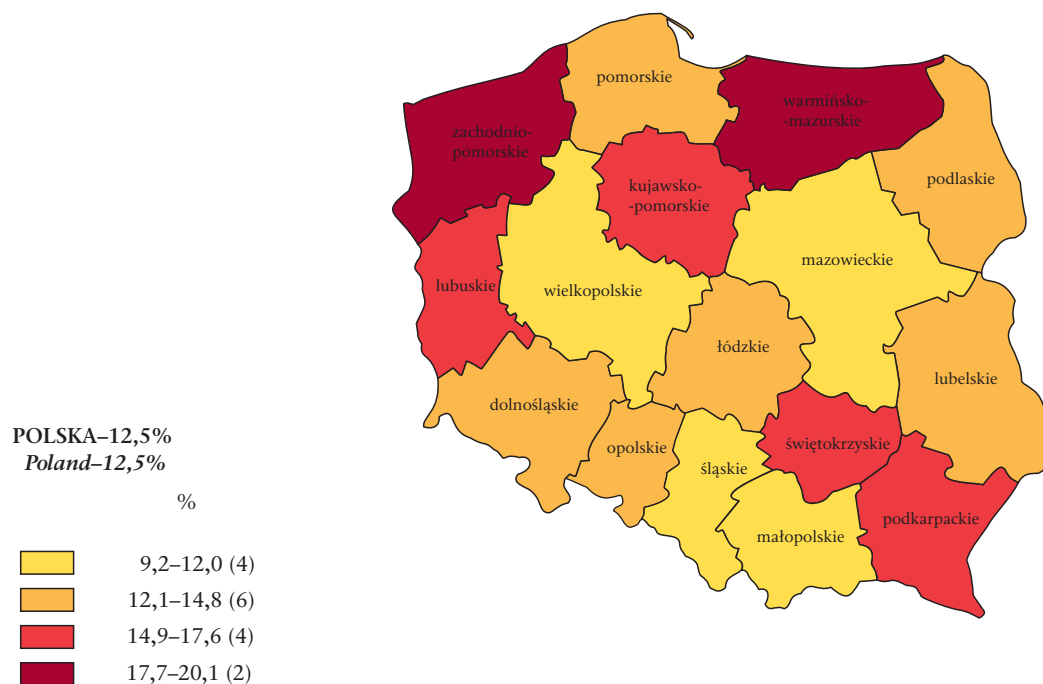 pomorskie
warmińsko-
-mazurskie
zachodnio-
pomorskie
podlaskie
kujawsko-
-pomorskie
mazowieckie
lubuskie
wielkopolskie
łódzkie
lubelskie
dolnośląskie
POLSKA–12,5%
Poland–12,5%
opolskie
śląskie
świętokrzyskie
podkarpackie
małopolskie
%
9,2–12,0 (4)
12,1–14,8 (6)
14,9–17,6 (4)
17,7–20,1 (2)